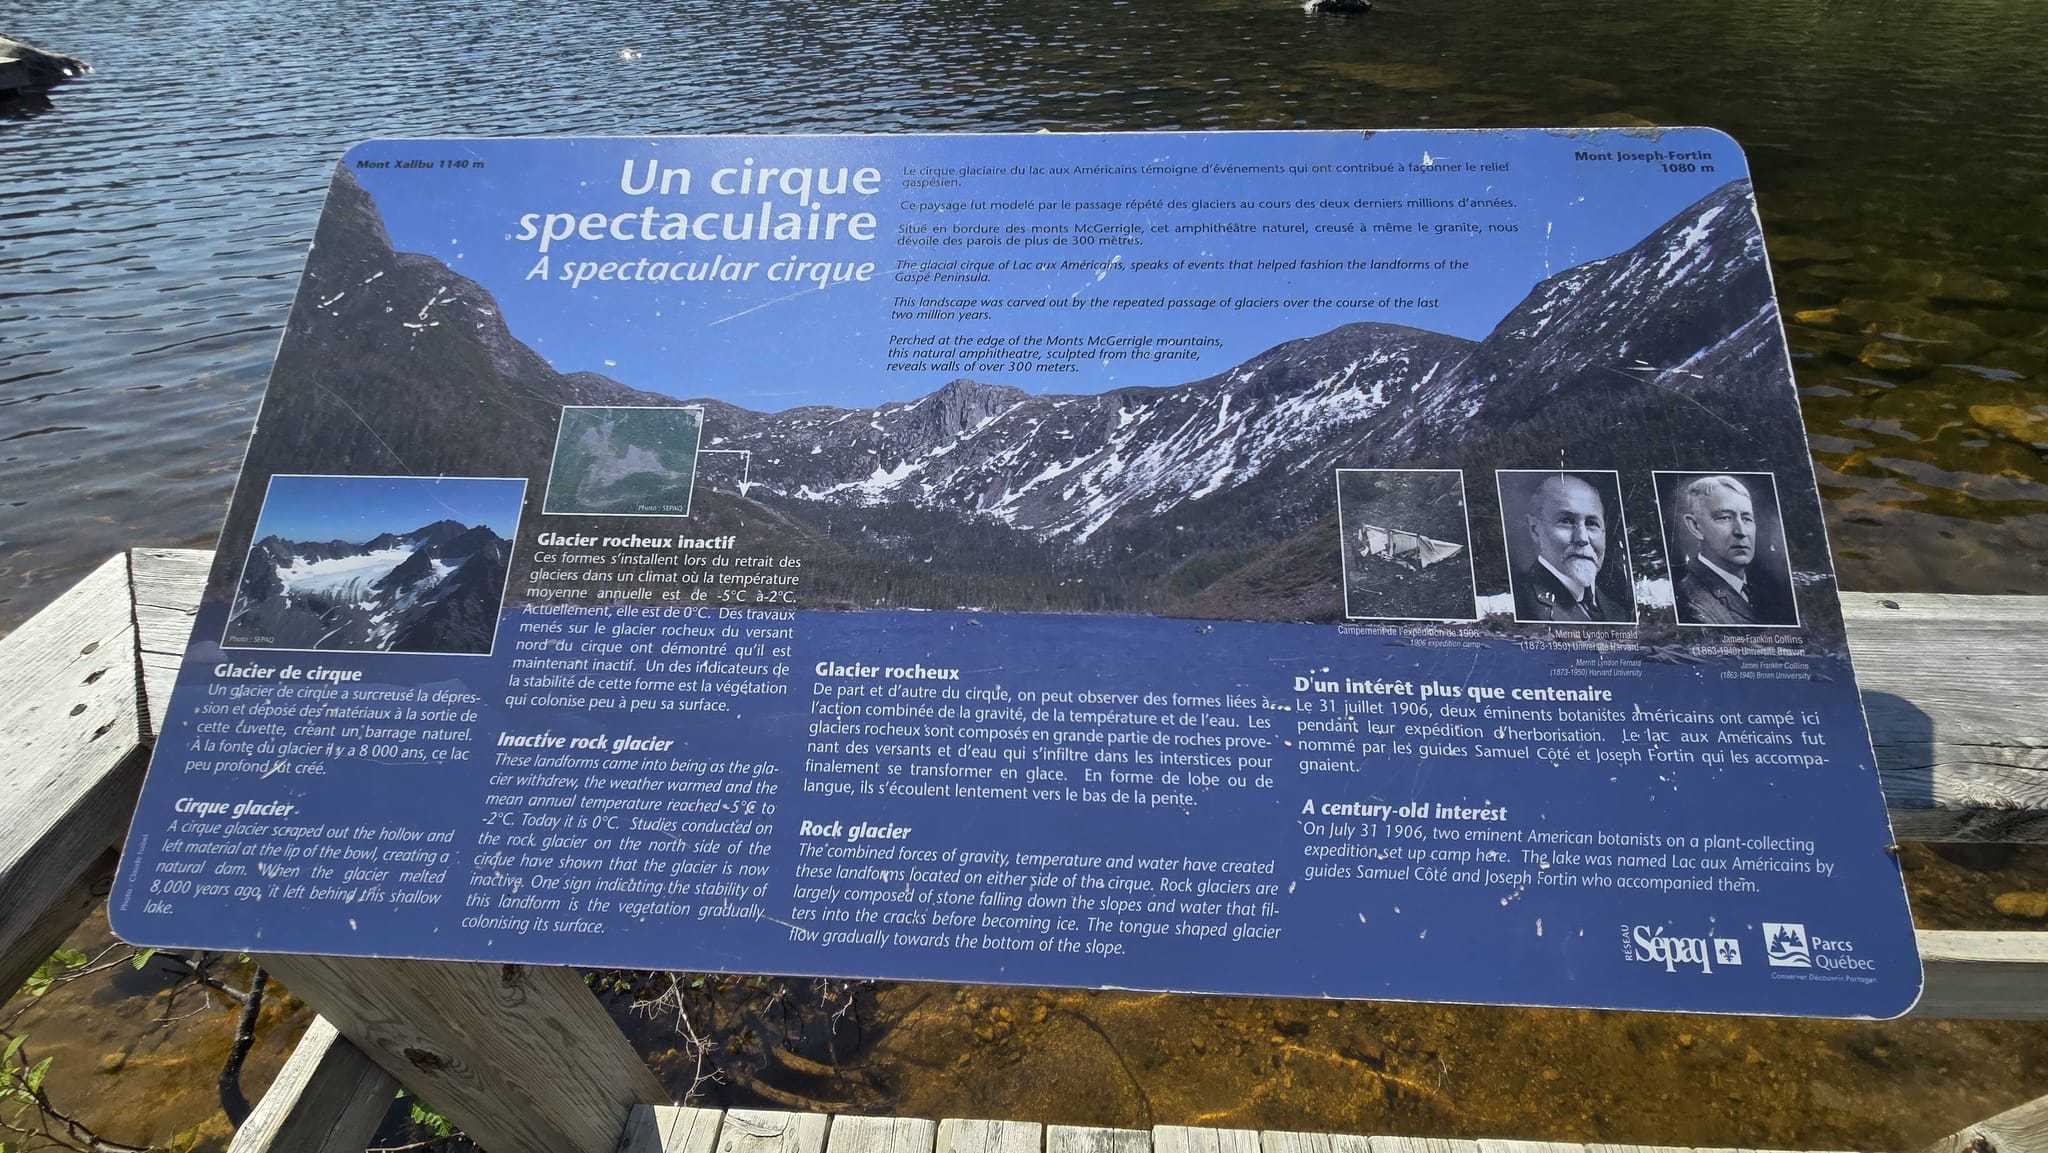 Mont Xalibu 1140 m
Un cirque
spectaculaire
A spectacular cirque
Le cirque glaciaire du lac aux Américains témoigne d'événements qui ont contribué à façonner le relief
gaspésien.
Ce paysage fut modelé par le passage répété des glaciers au cours des deux derniers millions d'années.
Situé en bordure des monts McGerrigle, cet amphithéâtre naturel, creusé à même le granite, nous
dévoile des parois de plus de 300 mètres.
The glacial cirque of Lac aux Américains, speaks of events that helped fashion the landforms of the
Gaspé Peninsula.
This landscape was carved out by the repeated passage of glaciers over the course of the last
two million years.
Perched at the edge of the Monts McGerrigle mountains,
this natural amphitheatre, sculpted from the granite,
reveals walls of over 300 meters.
Mont Joseph-Fortin
1080 m
Photo : SEPAQ
Glacier de cirque
Un glacier de cirque a surcreusé la dépres-
sion et déposé des matériaux à la sortie de
cette cuvette, créant un barrage naturel.
À la fonte du glacier il y a 8 000 ans, ce lac
peu profond fut créé.
Cirque glacier
A cirque glacier scraped out the hollow and
left material at the lip of the bowl, creating a
natural dam. When the glacier melted
8,000 years ago, it left behind this shallow
lake.
Photo : SEPAQ
Glacier rocheux inactif
Ces formes s'installent lors du retrait des
glaciers dans un climat où la température
moyenne annuelle est de -5°C à-2°C.
Actuellement, elle est de 0°C. Des travaux
menés sur le glacier rocheux du versant
nord du cirque ont démontré qu'il est
maintenant inactif. Un des indicateurs de
la stabilité de cette forme est la végétation
qui colonise peu à peu sa surface.
Inactive rock glacier
These landforms came into being as the gla-
cier withdrew, the weather warmed and the
mean annual temperature reached -5°C to
-2°C. Today it is 0°C. Studies conducted on
the rock glacier on the north side of the
cirque have shown that the glacier is now
inactive. One sign indicating the stability of
this landform is the vegetation gradually
colonising its surface.
Glacier rocheux
De part et d'autre du cirque, on peut observer des formes liées à
l'action combinée de la gravité, de la température et de l'eau. Les
glaciers rocheux sont composés en grande partie de roches prove-
nant des versants et d'eau qui s'infiltre dans les interstices pour
finalement se transformer en glace. En forme de lobe ou de
langue, ils s'écoulent lentement vers le bas de la pente.
Rock glacier
The combined forces of gravity, temperature and water have created
these landforms located on either side of the cirque. Rock glaciers are
largely composed of stone falling down the slopes and water that fil-
ters into the cracks before becoming ice. The tongue shaped glacier
flow gradually towards the bottom of the slope.
Campement de l'expédition de 1906
1906 expedition camp
Merritt Lyndon Fernald
(1873-1950) Université Harvard
Merritt Lyndon Fernald
(1873-1950) Harvard University
James Franklin Collins
(1863-1940) Université Brown
James Franklin Collins
(1863-1940) Brown University
D'un intérêt plus que centenaire
Le 31 juillet 1906, deux éminents botanistes américains ont campé ici
pendant leur expédition d'herborisation. Le lac aux Américains fut
nommé par les guides Samuel Côté et Joseph Fortin qui les accompa-
gnaient.
A century-old interest
On July 31 1906, two eminent American botanists on a plant-collecting
expedition set up camp here. The lake was named Lac aux Américains by
guides Samuel Côté and Joseph Fortin who accompanied them.
RÉSEAU
Sépaq
Parcs
Québec
Conserver. Découvrir. Partager.